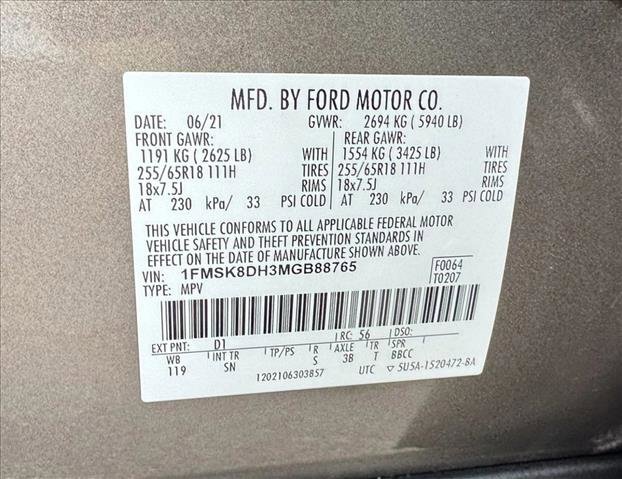 MFD. BY FORD MOTOR CO.
DATE: 06/21 GVWR: 2694 KG ( 5940 LB)
FRONT GAWR: REAR GAWR:
1191 KG ( 2625 LB) WITH 1554 KG ( 3425 LB) WITH
255/65R18 111H TIRES 255/65R18 111H TIRES
18x7.5J RIMS 18x7.5J RIMS
AT 230 kPa/ 33 PSI COLD AT 230 kPa/ 33 PSI COLD
THIS VEHICLE CONFORMS TO ALL APPLICABLE FEDERAL MOTOR
VEHICLE SAFETY AND THEFT PREVENTION STANDARDS IN
EFFECT ON THE DATE OF MANUFACTURE SHOWN ABOVE.
VIN: 1FMSK8DH3MGB88765 F0064
TYPE: MPV T0207
EXT PNT: D1 RC: 56 DSO:
WB INT TR TP/PS R AXLE TR SPR
119 SN S 3B T BBCC
1202106303857 UTC ▽ 5U5A-1520472-BA